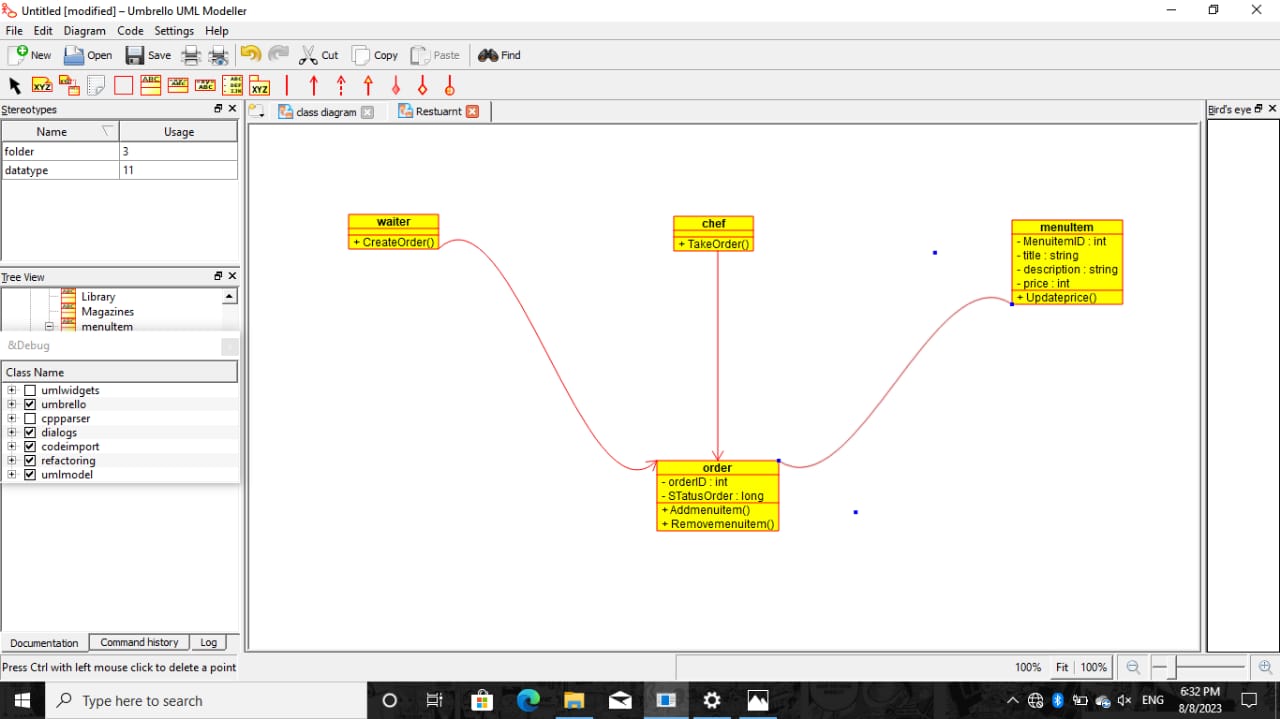 Untitled [modified] – Umbrello UML Modeller
File Edit Diagram Code Settings Help
New Open Save Cut Copy Paste Find
Stereotypes
Name Usage
folder 3
datatype 11
Tree View
Library
Magazines
menuItem
&Debug
Class Name
umlwidgets
umbrello
cppparser
dialogs
codeimport
refactoring
umlmodel
Documentation Command history Log
class diagram Restuarnt
Bird's eye
waiter
+ CreateOrder()
chef
+ TakeOrder()
menuItem
- MenuitemID : int
- title : string
- description : string
- price : int
+ Updateprice()
order
- orderID : int
- STatusOrder : long
+ Addmenuitem()
+ Removemenuitem()
Press Ctrl with left mouse click to delete a point
100% Fit 100%
Type here to search
ENG
6:32 PM
8/8/2023